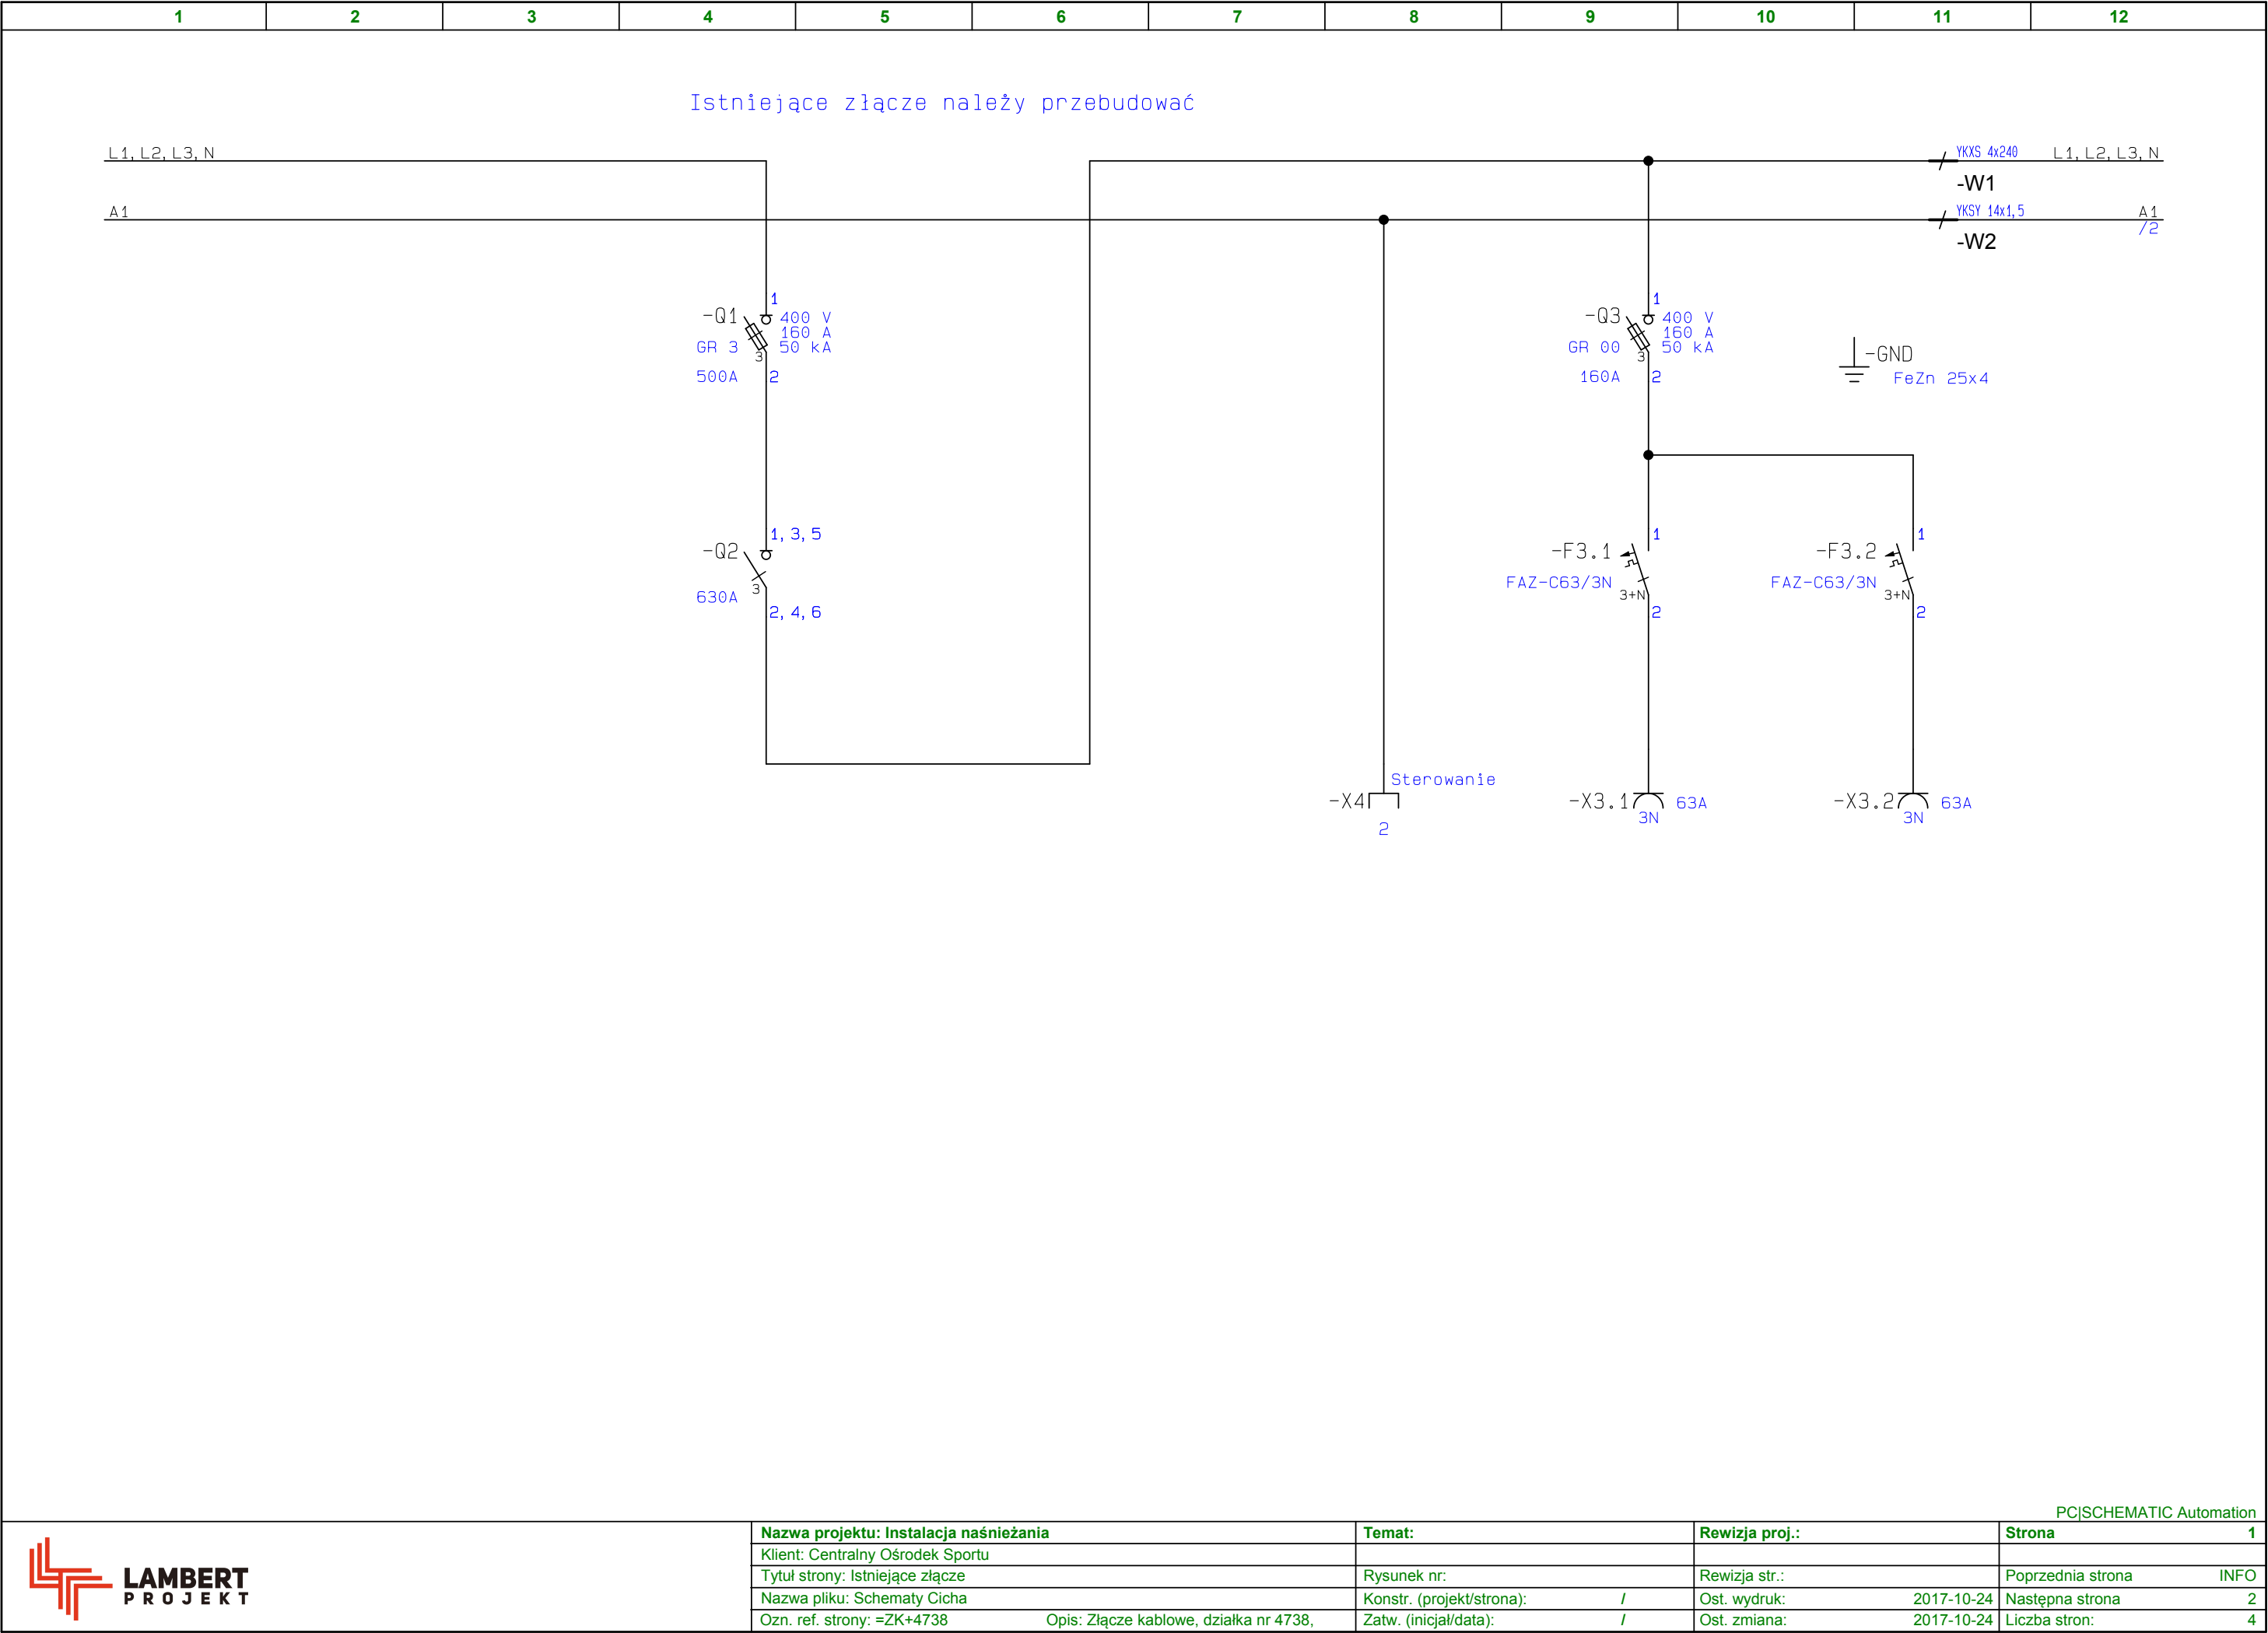 1 2 3 4 5 6 7 8 9 10 11 12
Istniejące złącze należy przebudować
L1, L2, L3, N
YKXS 4x240
L1, L2, L3, N
-W1
A1
YKSY 14x1,5
A1
/2
-W2
1
-Q1
400 V
160 A
GR 3
50 kA
3
500A
2
1
-Q3
400 V
160 A
GR 00
50 kA
3
160A
2
-GND
FeZn 25x4
1, 3, 5
-Q2
3
630A
2, 4, 6
1
-F3.1
FAZ-C63/3N
3+N
2
1
-F3.2
FAZ-C63/3N
3+N
2
Sterowanie
-X4
2
-X3.1
63A
3N
-X3.2
63A
3N
PC|SCHEMATIC Automation
LAMBERT
PROJEKT
Nazwa projektu: Instalacja naśnieżania
Temat:
Rewizja proj.:
Strona 1
Klient: Centralny Ośrodek Sportu
Tytuł strony: Istniejące złącze
Rysunek nr:
Rewizja str.:
Poprzednia strona INFO
Nazwa pliku: Schematy Cicha
Konstr. (projekt/strona): /
Ost. wydruk: 2017-10-24
Następna strona 2
Ozn. ref. strony: =ZK+4738
Opis: Złącze kablowe, działka nr 4738,
Zatw. (inicjał/data): /
Ost. zmiana: 2017-10-24
Liczba stron: 4